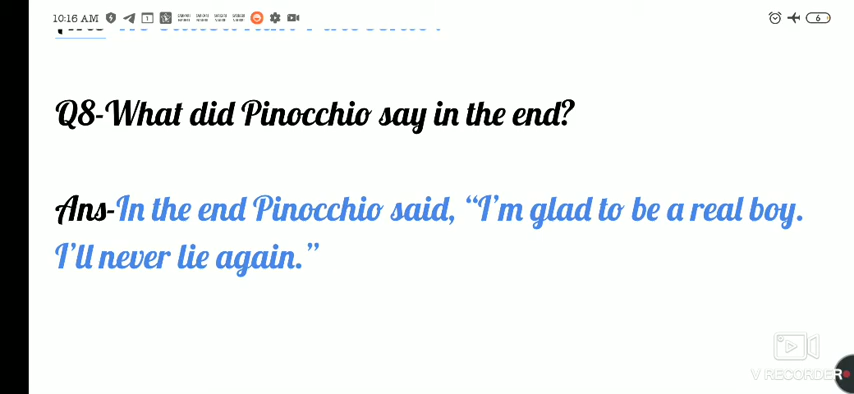 10:16 AM
6
Q8-What did Pinocchio say in the end?
Ans-In the end Pinocchio said, “I’m glad to be a real boy.
I’ll never lie again.”
V RECORDER